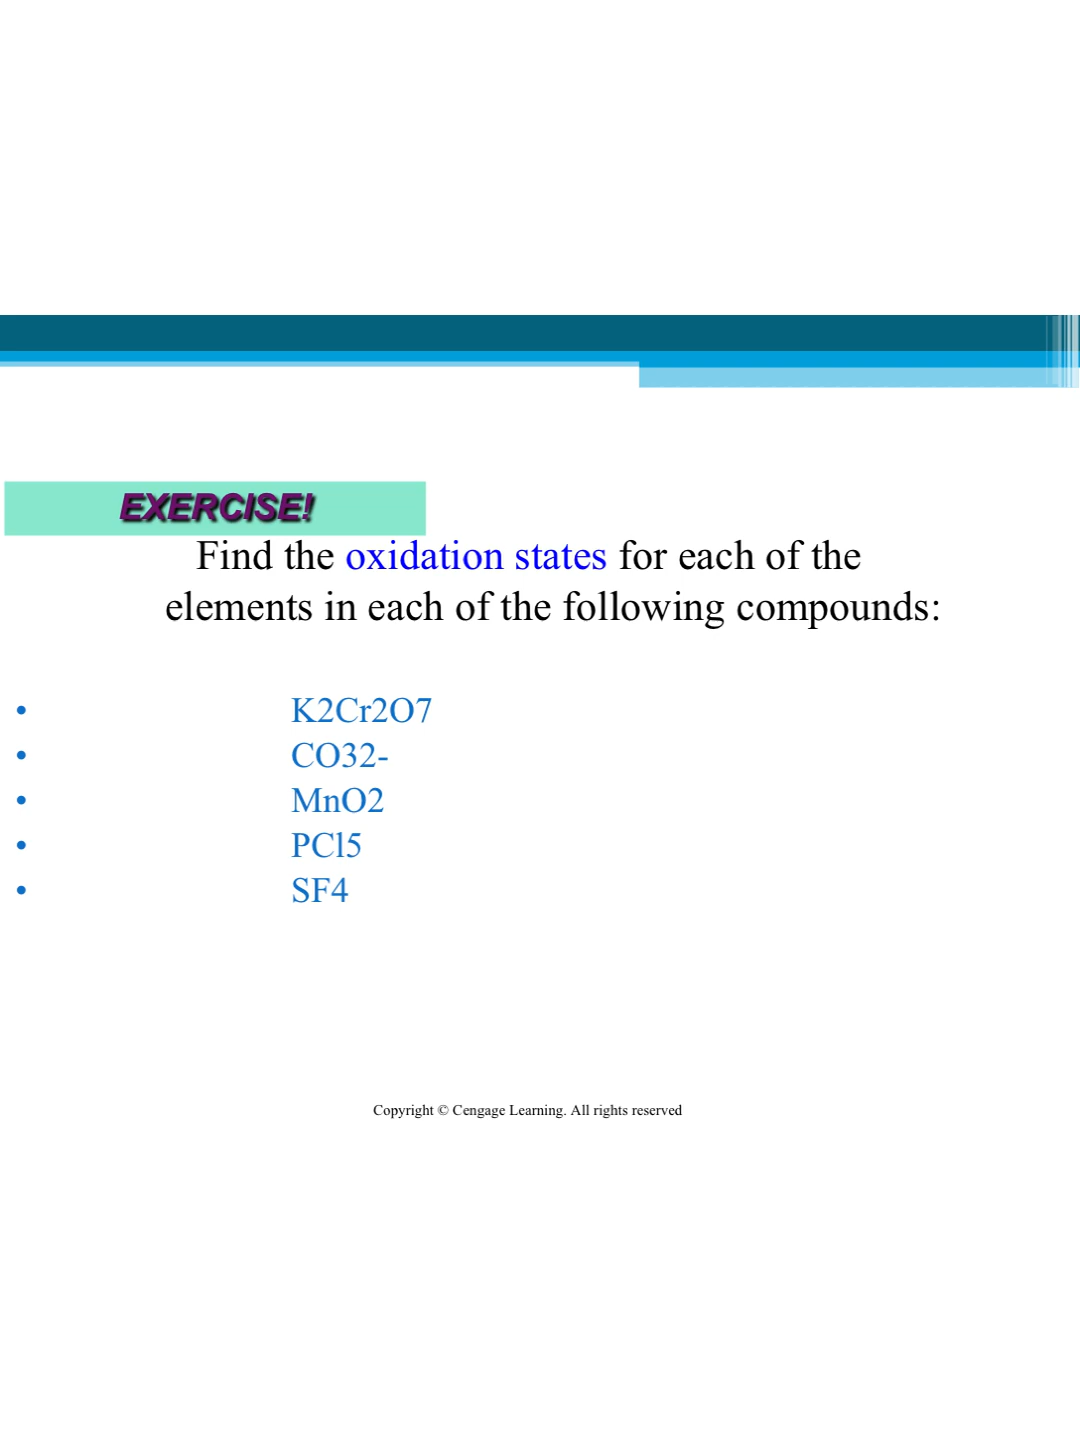 EXERCISE!
Find the oxidation states for each of the
elements in each of the following compounds:
• K2Cr2O7
• CO32-
• MnO2
• PCl5
• SF4
Copyright © Cengage Learning. All rights reserved